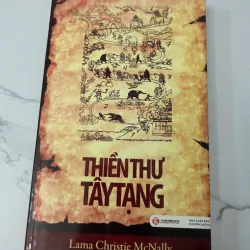 THIỀN THƯ
TÂY TẠNG
Lama Christie McNally